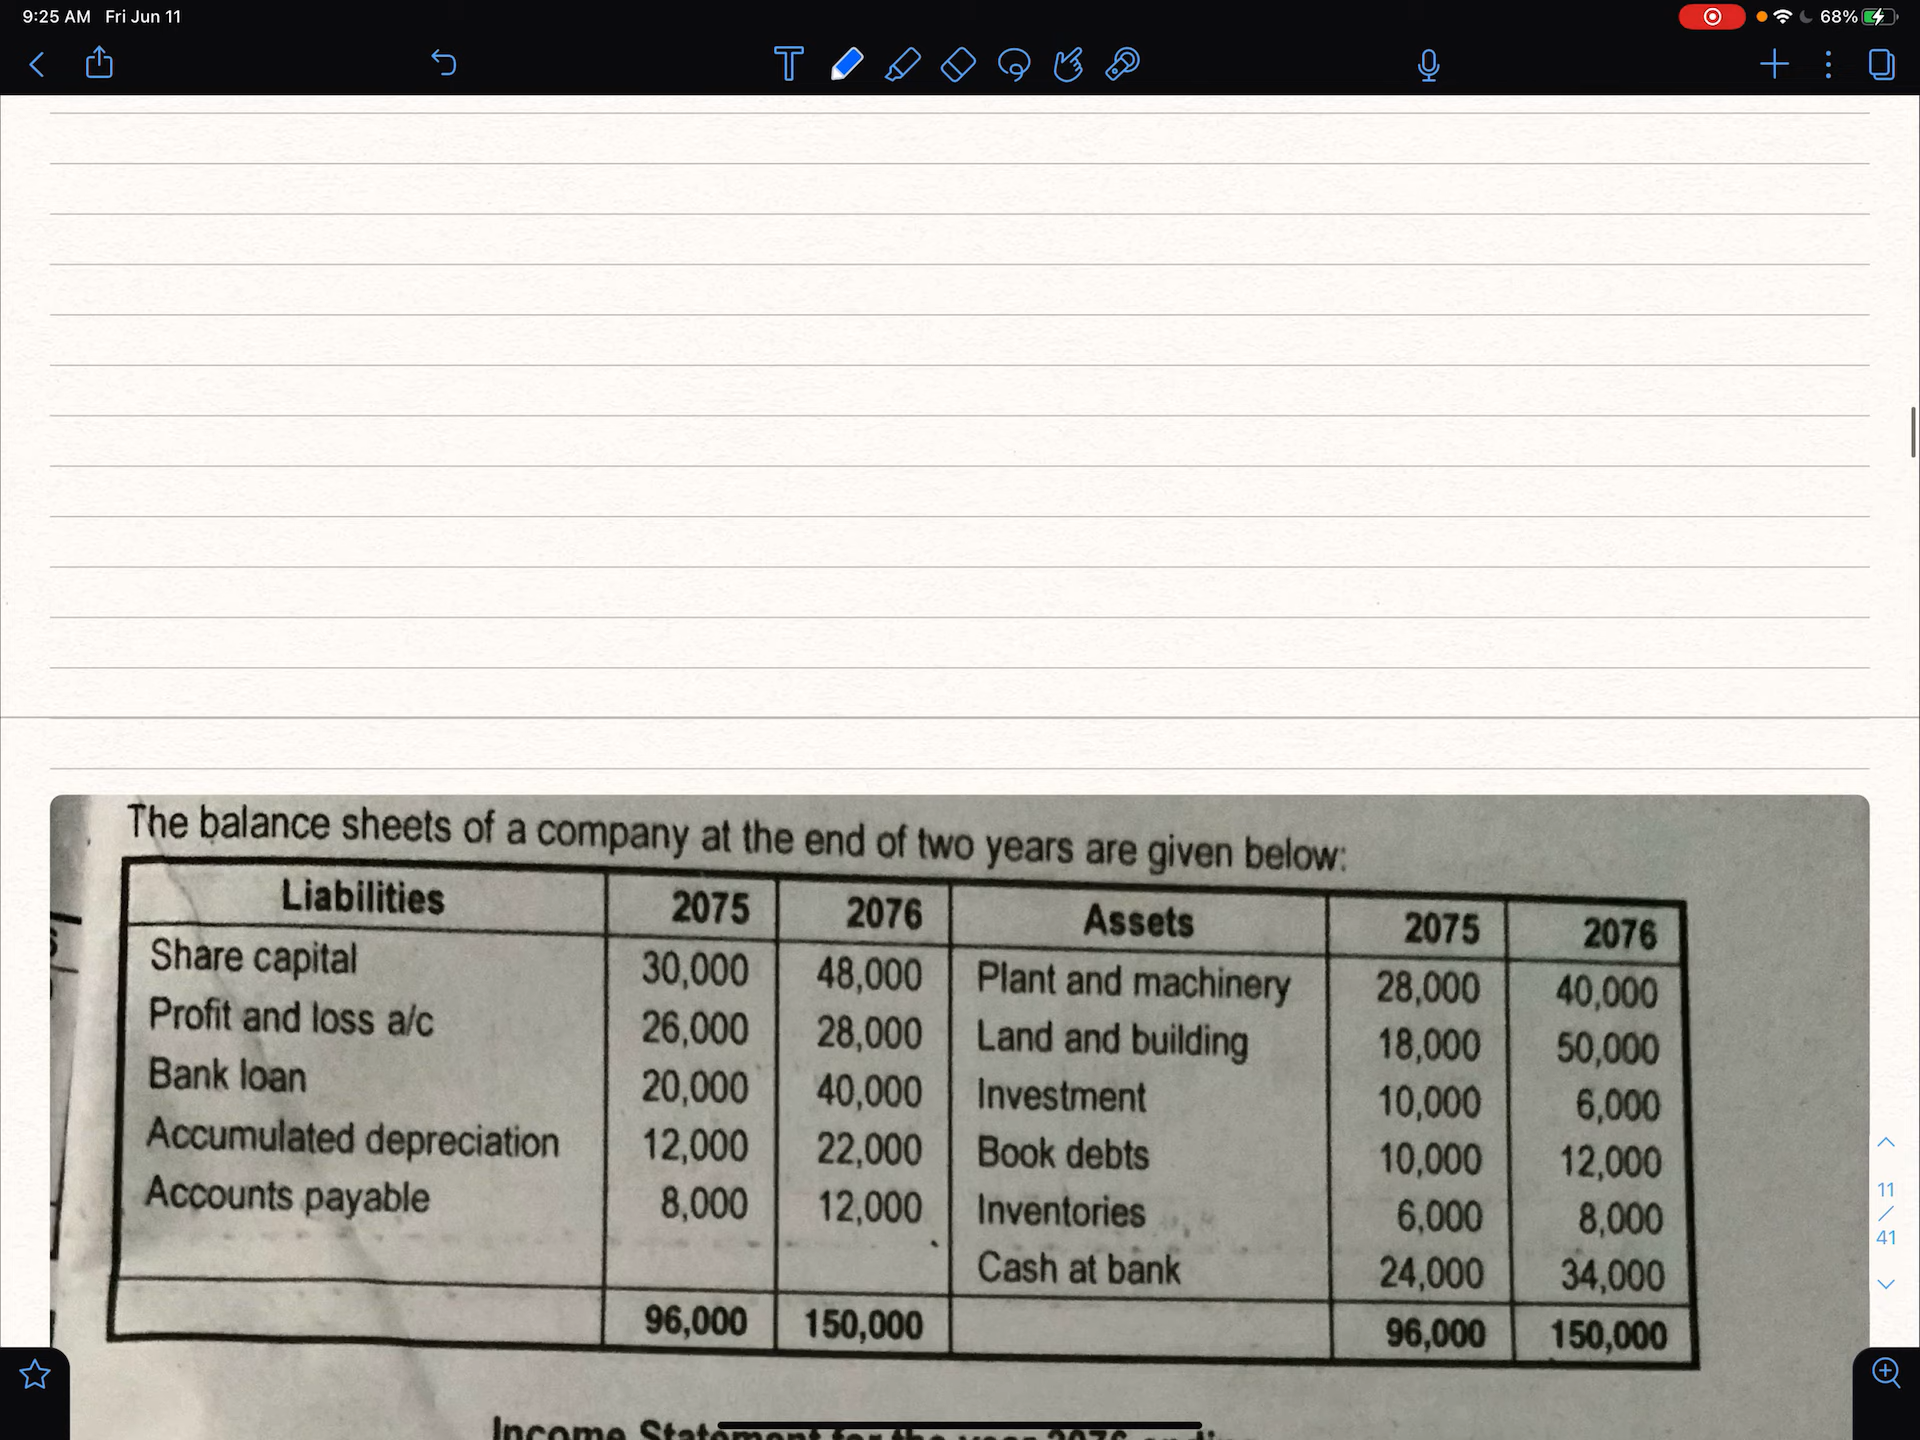 9:25 AM Fri Jun 11
68%
T
The balance sheets of a company at the end of two years are given below:
Liabilities 2075 2076 Assets 2075 2076
Share capital 30,000 48,000 Plant and machinery 28,000 40,000
Profit and loss a/c 26,000 28,000 Land and building 18,000 50,000
Bank loan 20,000 40,000 Investment 10,000 6,000
Accumulated depreciation 12,000 22,000 Book debts 10,000 12,000
Accounts payable 8,000 12,000 Inventories 6,000 8,000
Cash at bank 24,000 34,000
96,000 150,000 96,000 150,000
Income Statement for the year 2076
11
/
41